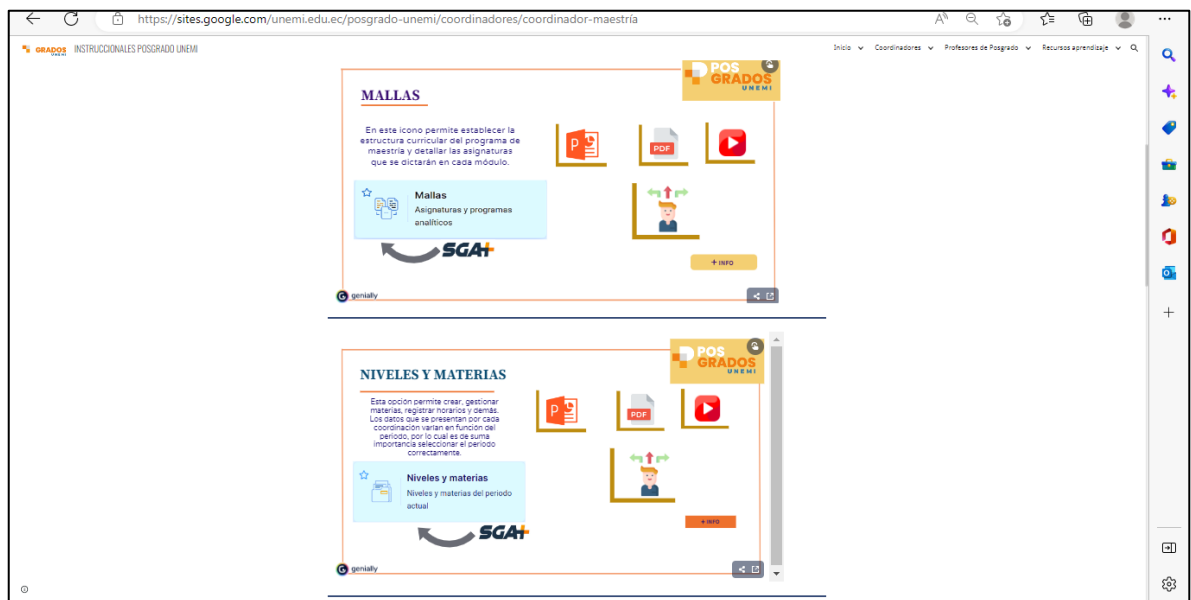 https://sites.google.com/unemi.edu.ec/posgrado-unemi/coordinadores/coordinador-maestría
GRADOS UNEMI INSTRUCCIONALES POSGRADO UNEMI
Inicio Coordinadores Profesores de Posgrado Recursos aprendizaje
POS
GRADOS
UNEMI
MALLAS
En este icono permite establecer la
estructura curricular del programa de
maestría y detallar las asignaturas
que se dictarán en cada módulo.
P
PDF
Mallas
Asignaturas y programas
analíticos
SGA+
+ INFO
G genially
POS
GRADOS
UNEMI
NIVELES Y MATERIAS
Esta opción permite crear, gestionar
materias, registrar horarios y demás.
Los datos que se presentan por cada
coordinación varían en función del
periodo, por lo cual es de suma
importancia seleccionar el periodo
correctamente.
P
PDF
Niveles y materias
Niveles y materias del periodo
actual
SGA+
+ INFO
G genially